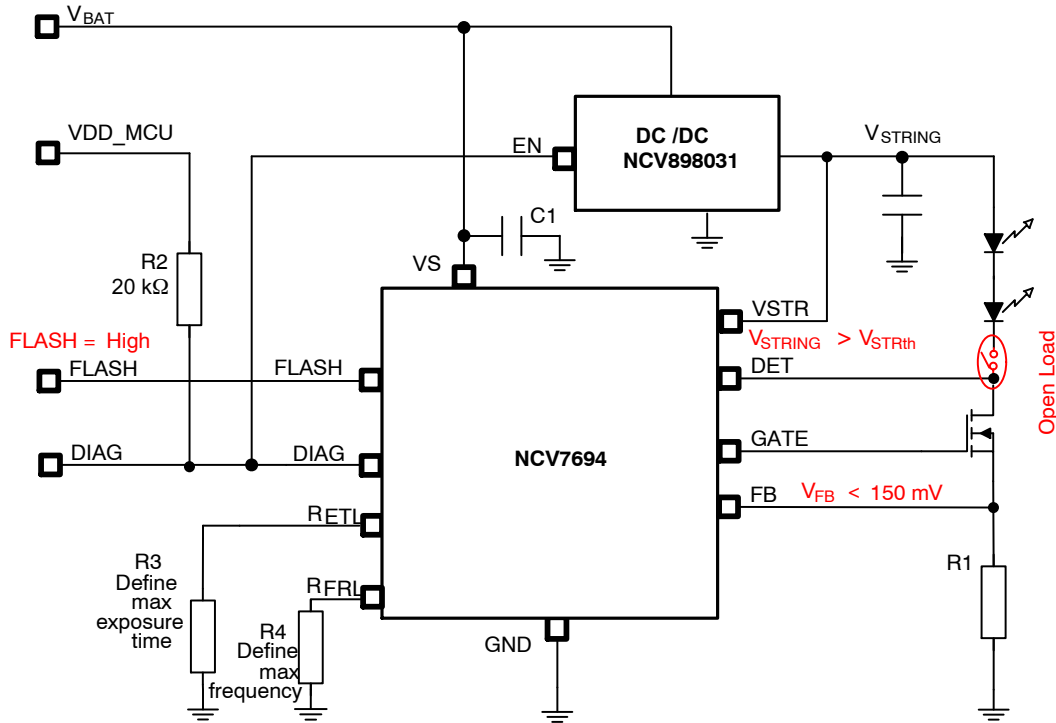 VBAT
VDD_MCU
EN
DC /DC
NCV898031
VSTRING
C1
R2
20 kΩ
VS
VSTR
FLASH = High
VSTRING > VSTRth
FLASH
FLASH
DET
Open Load
GATE
DIAG
DIAG
NCV7694
FB
VFB < 150 mV
RETL
R3
Define
max
exposure
time
R1
RFRL
R4
Define
max
frequency
GND